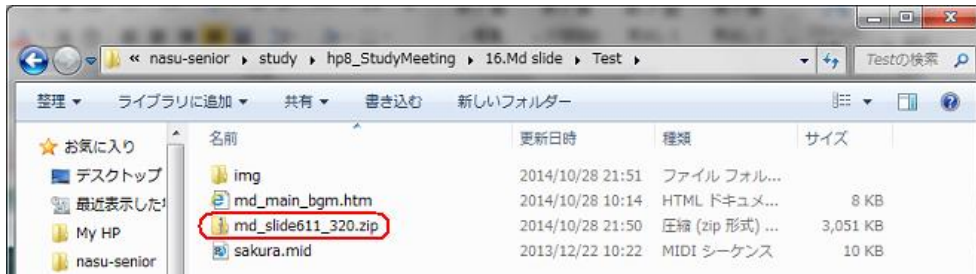 « nasu-senior ▸ study ▸ hp8_StudyMeeting ▸ 16.Md slide ▸ Test ▸ Testの検索
整理 ▼ ライブラリに追加 ▼ 共有 ▼ 書き込む 新しいフォルダー
お気に入り
デスクトップ
最近表示した
My HP
nasu-senior
名前 更新日時 種類 サイズ
img 2014/10/28 21:51 ファイル フォル...
md_main_bgm.htm 2014/10/28 10:14 HTML ドキュメ... 8 KB
md_slide611_320.zip 2014/10/28 21:50 圧縮 (zip 形式) ... 3,051 KB
sakura.mid 2013/12/22 10:22 MIDI シーケンス 10 KB